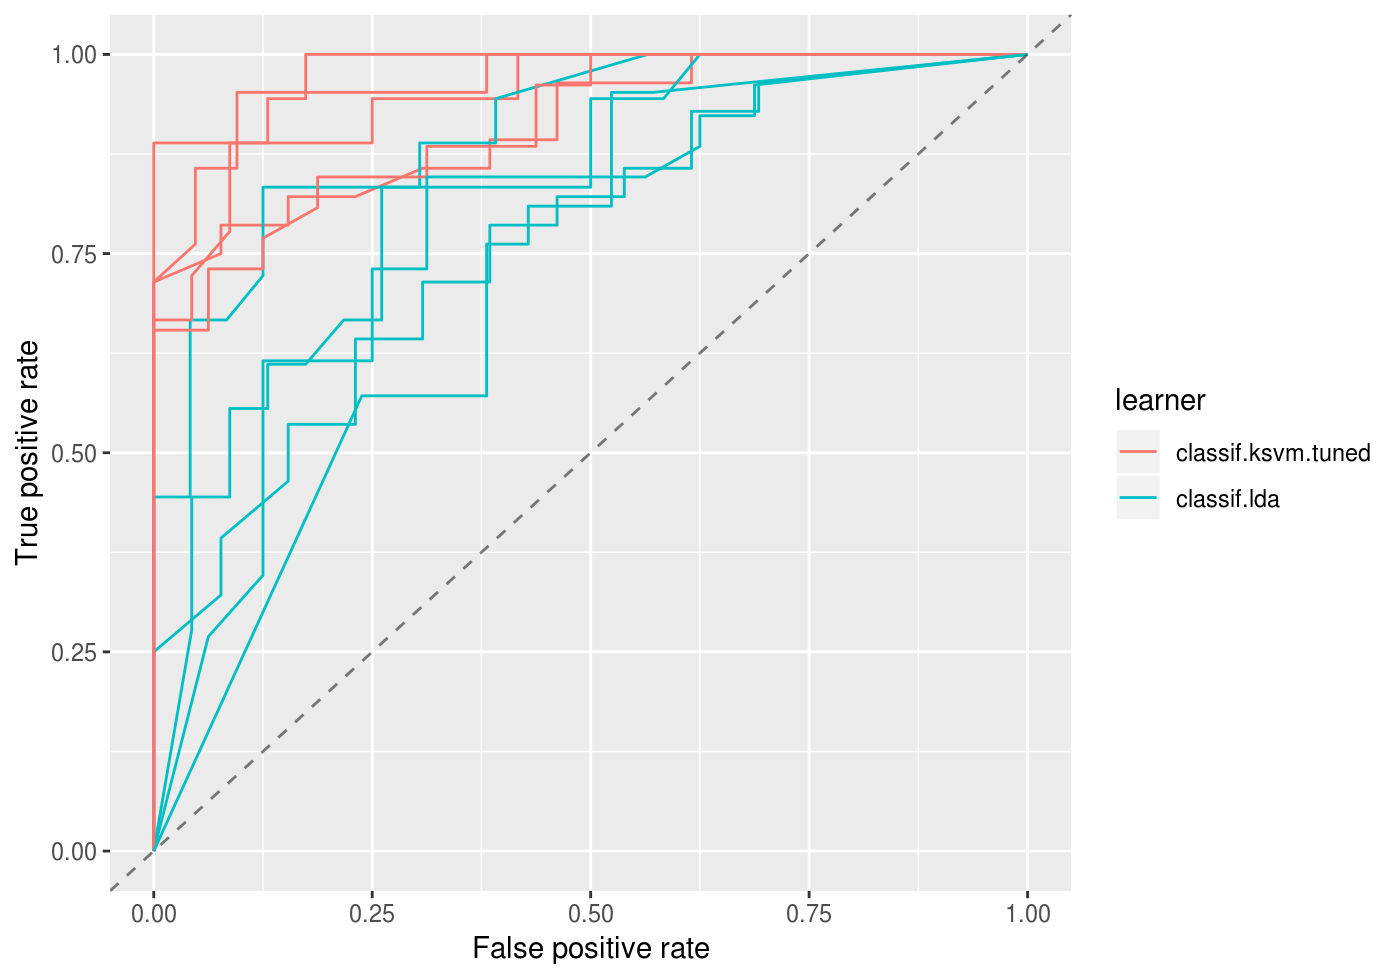 True positive rate
1.00
0.75
0.50
0.25
0.00
0.00 0.25 0.50 0.75 1.00
False positive rate
learner
classif.ksvm.tuned
classif.lda